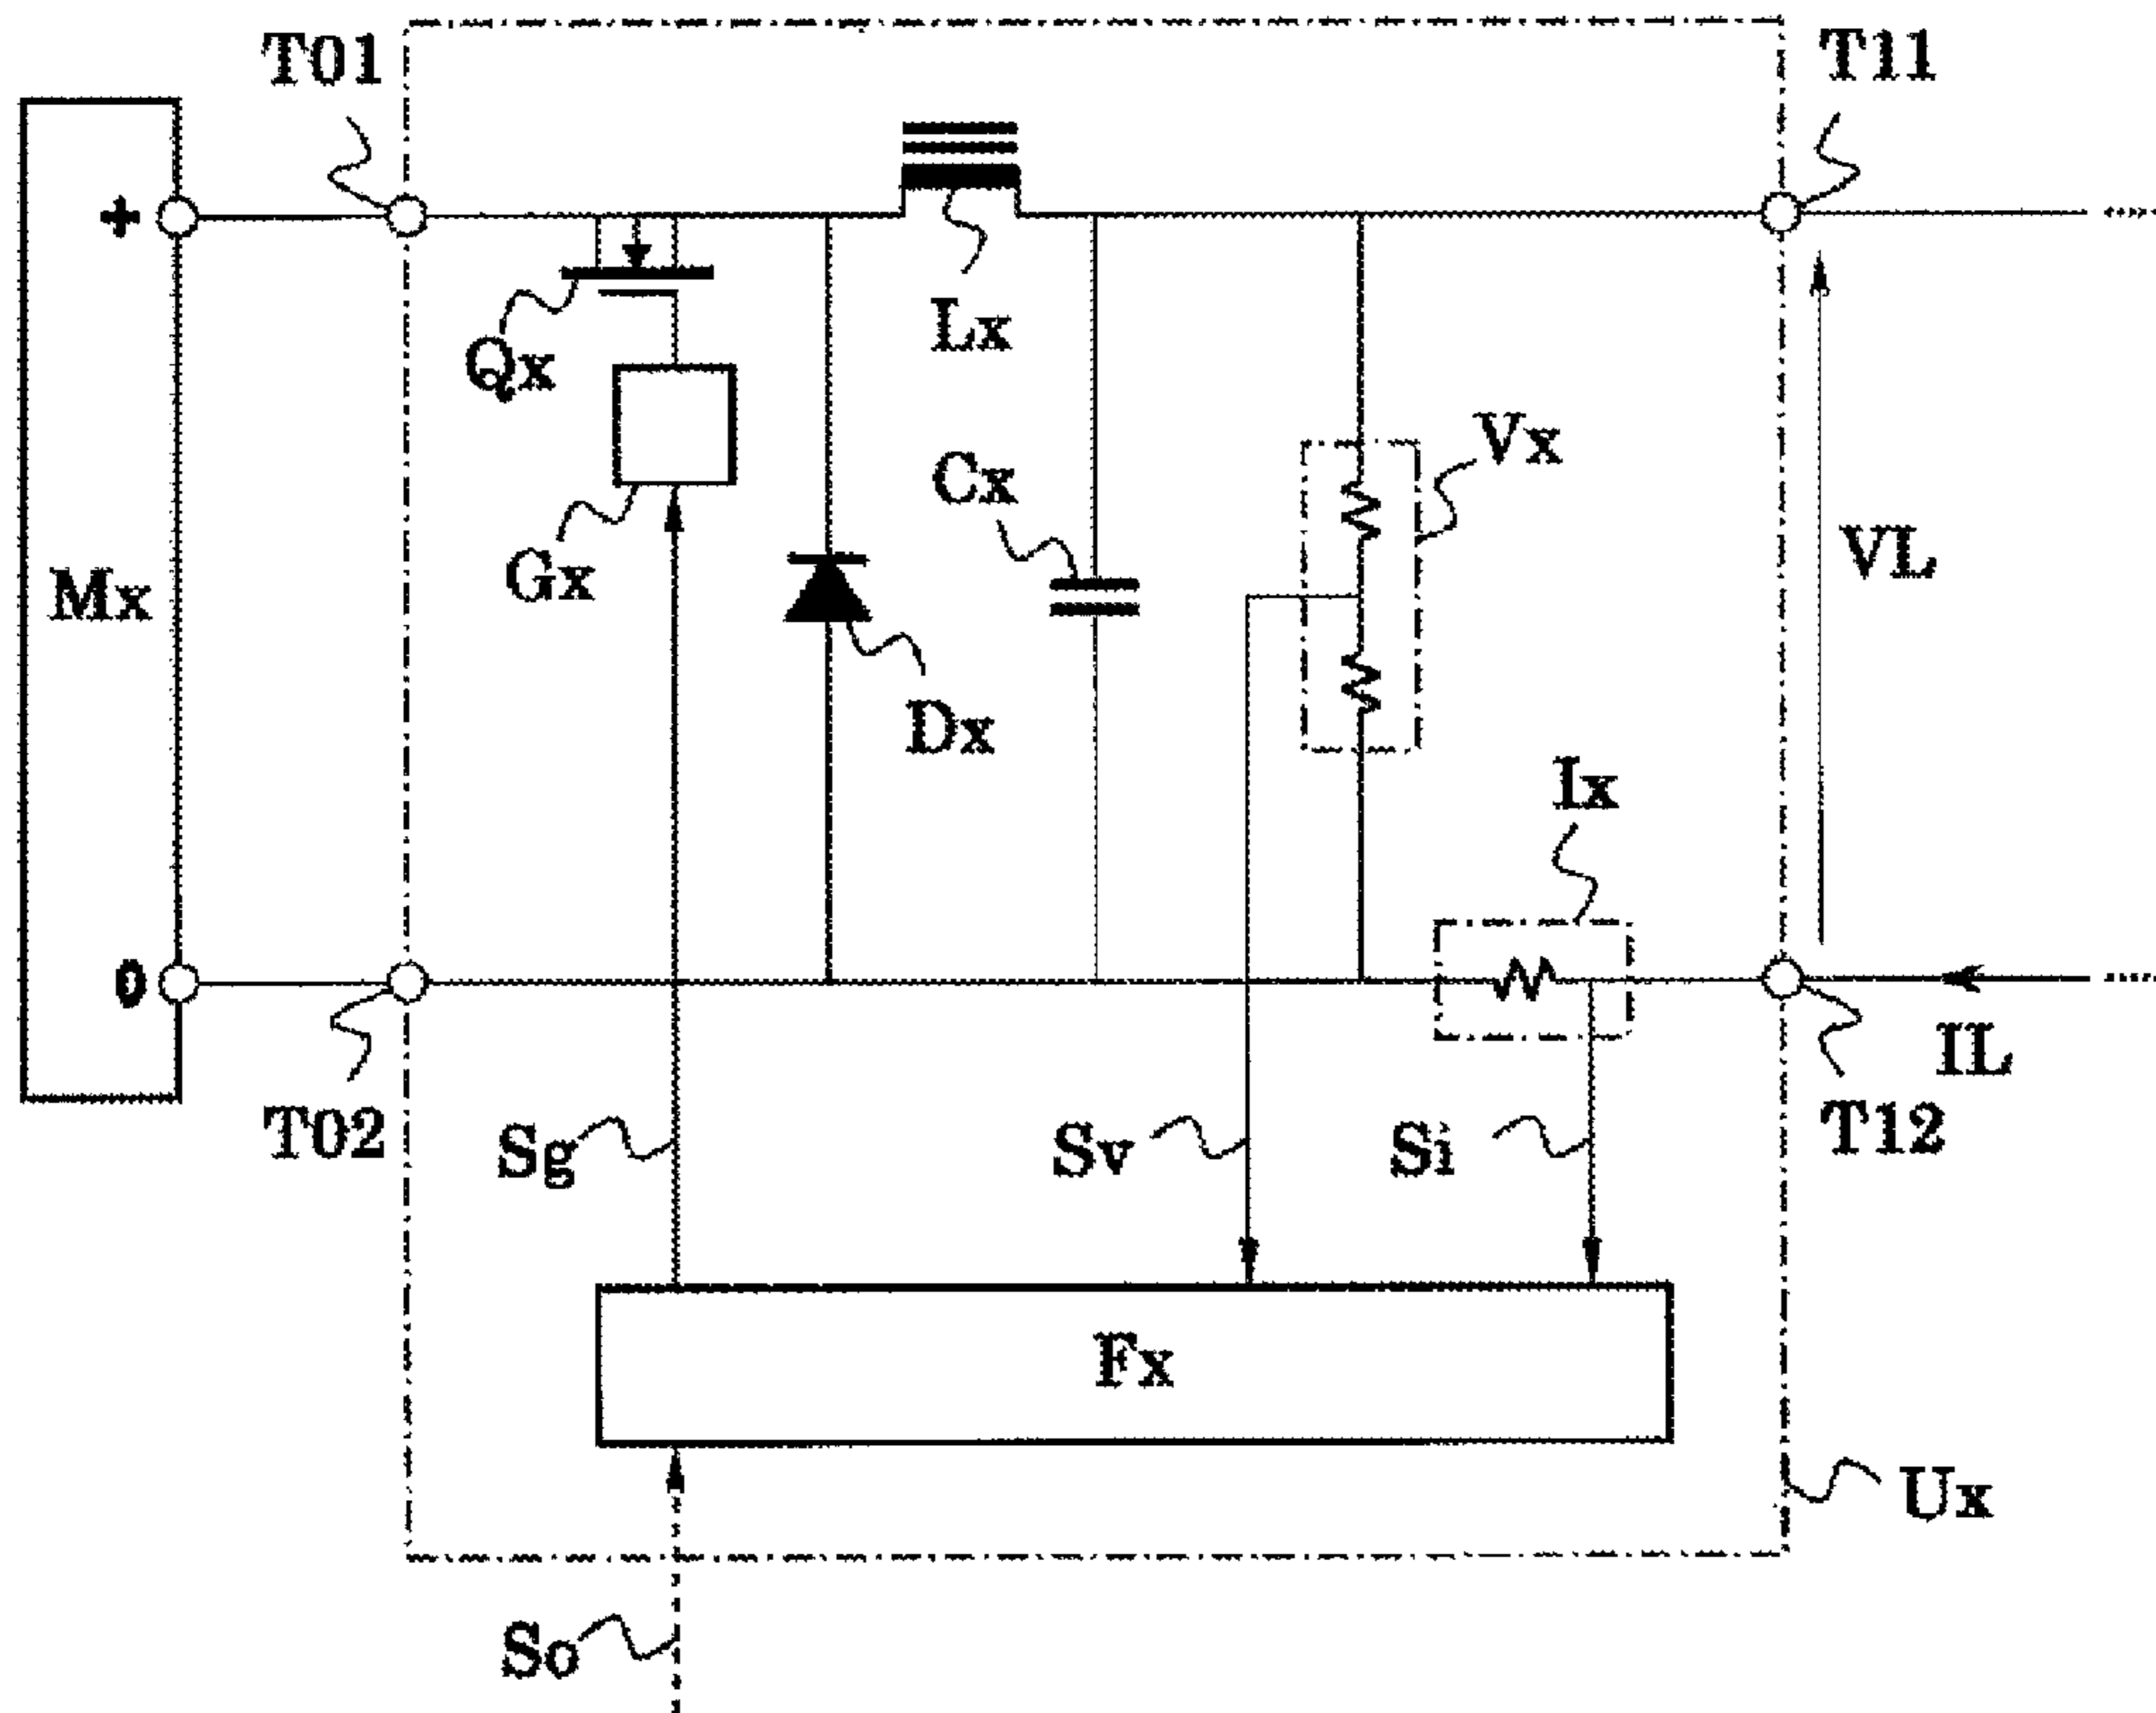 T01
T11
+
Lx
Qx
Vx
Cx
VL
Gx
Mx
Dx
Ix
0
IL
T02
T12
Sg
Sv
Si
Fx
Ux
So